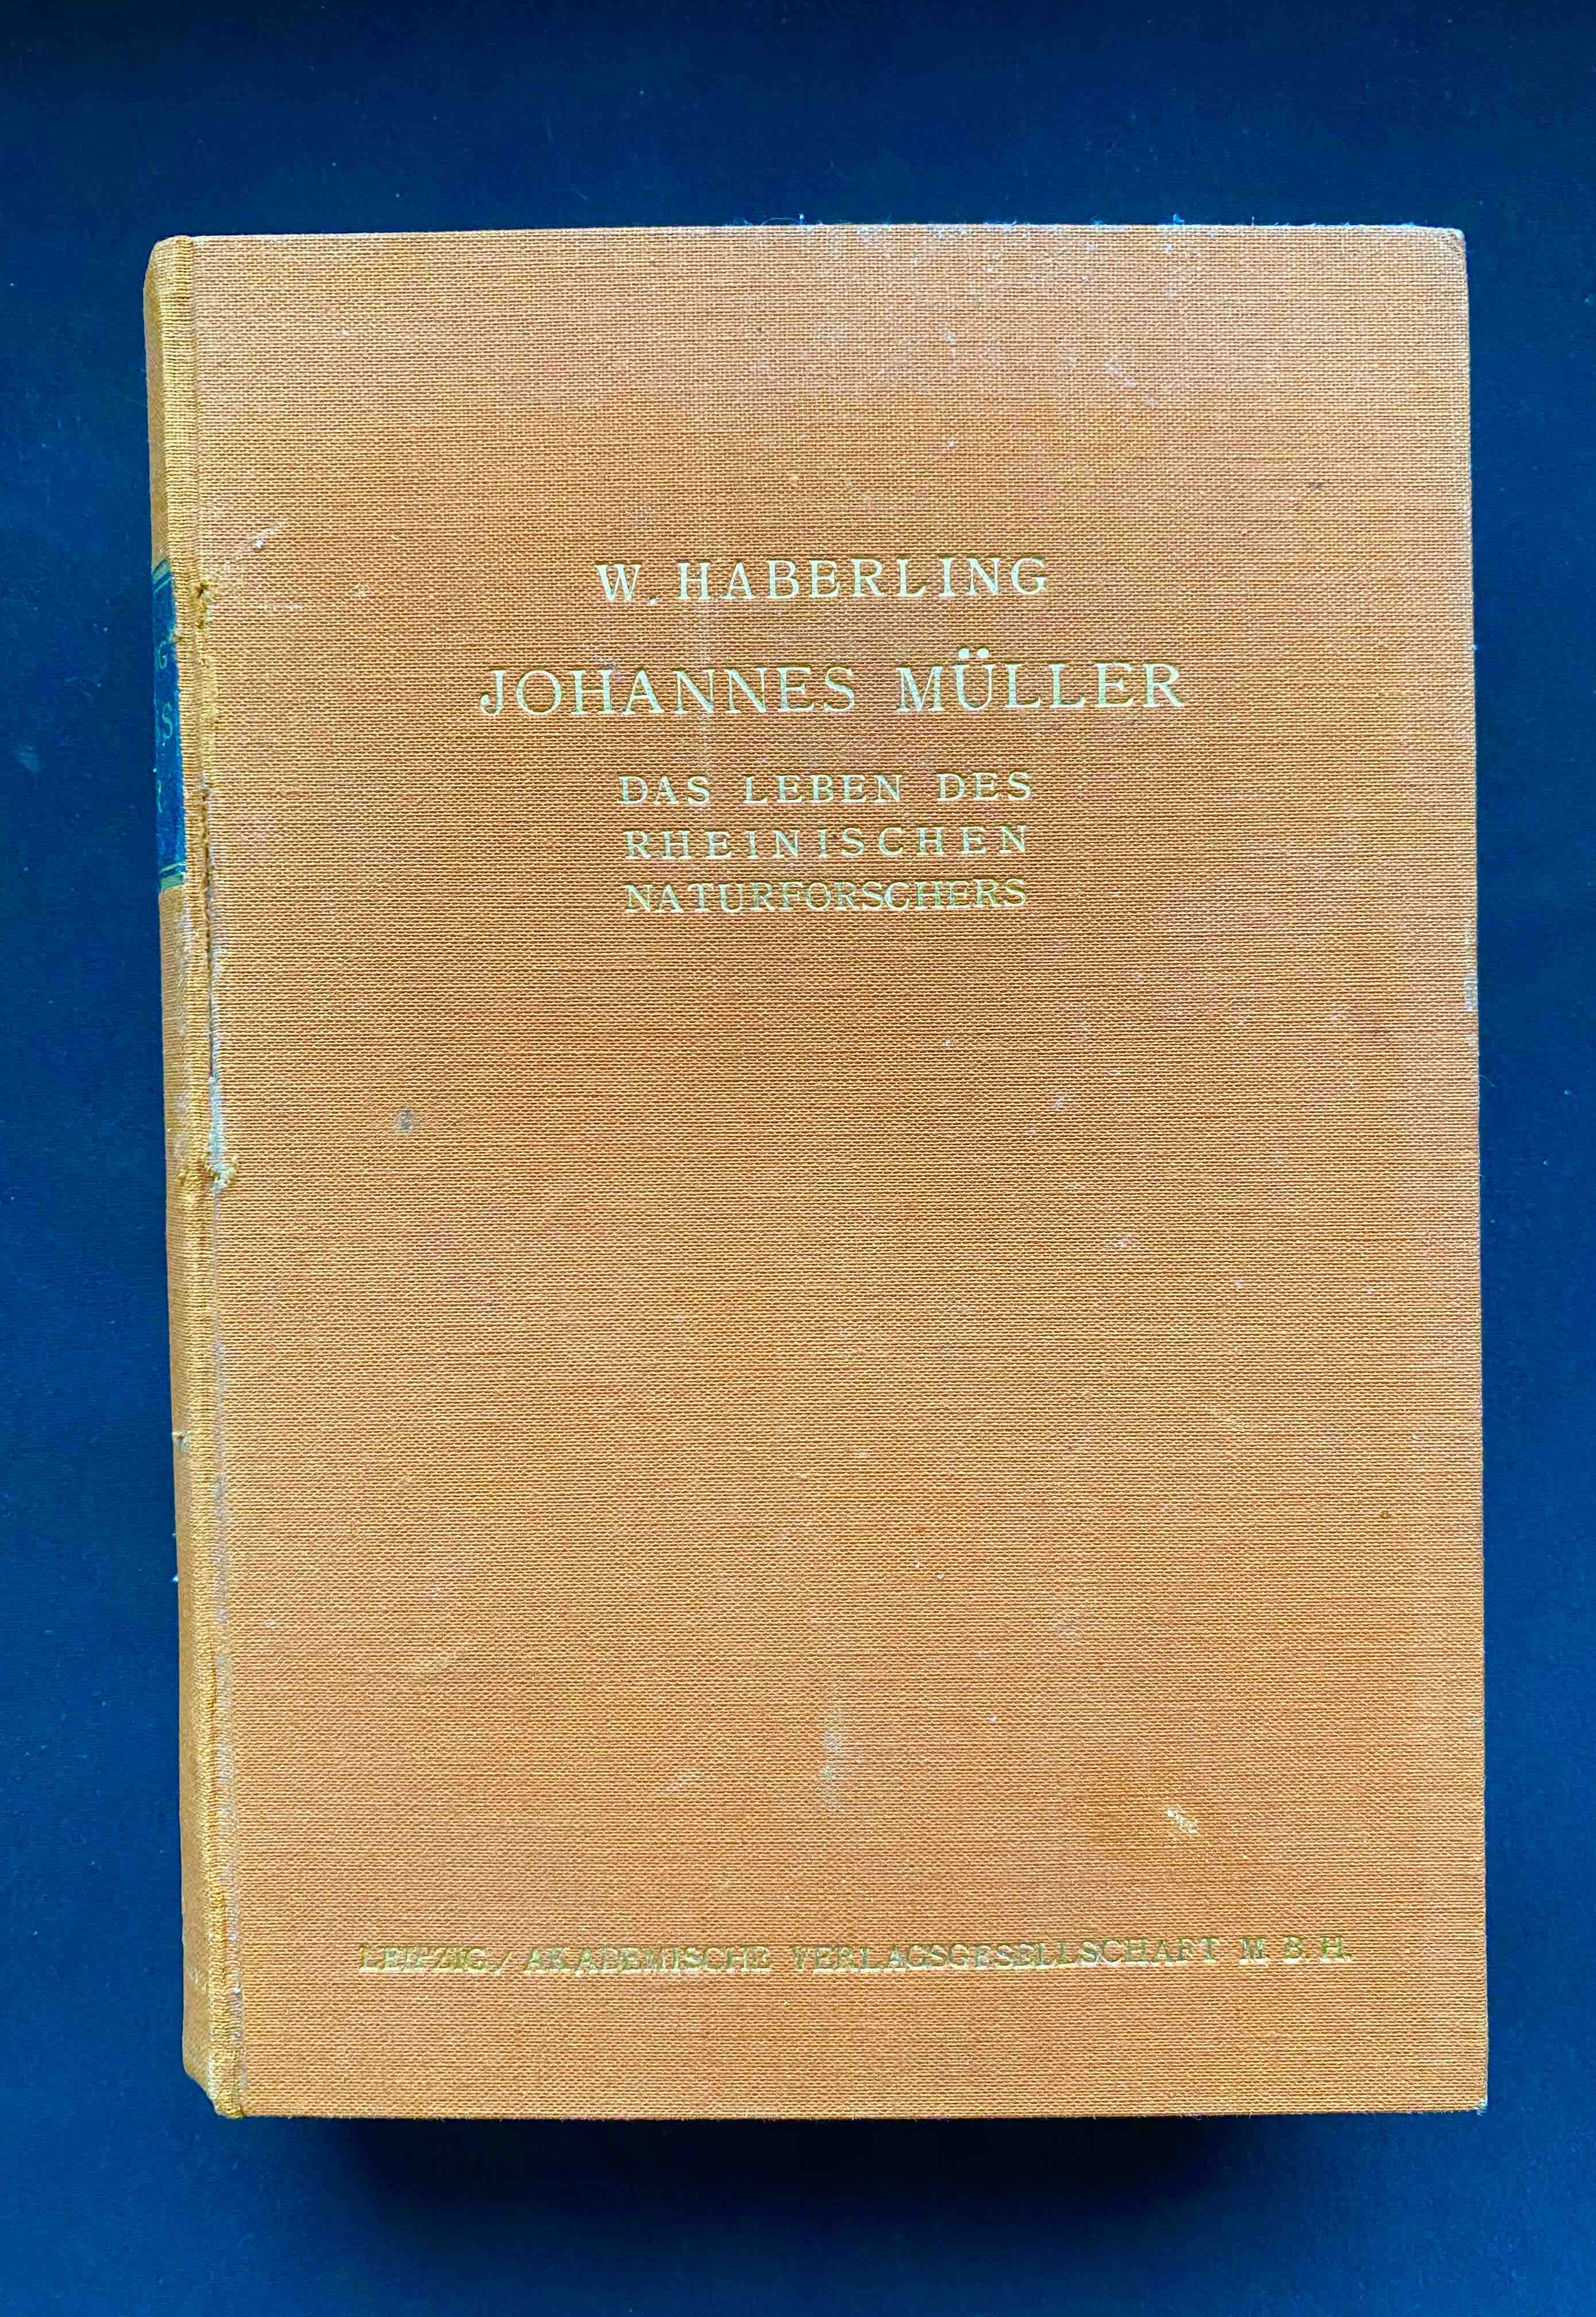 W. HABERLING
JOHANNES MÜLLER
DAS LEBEN DES
RHEINISCHEN
NATURFORSCHERS
LEIPZIG / AKADEMISCHE VERLAGSGESELLSCHAFT M. B. H.